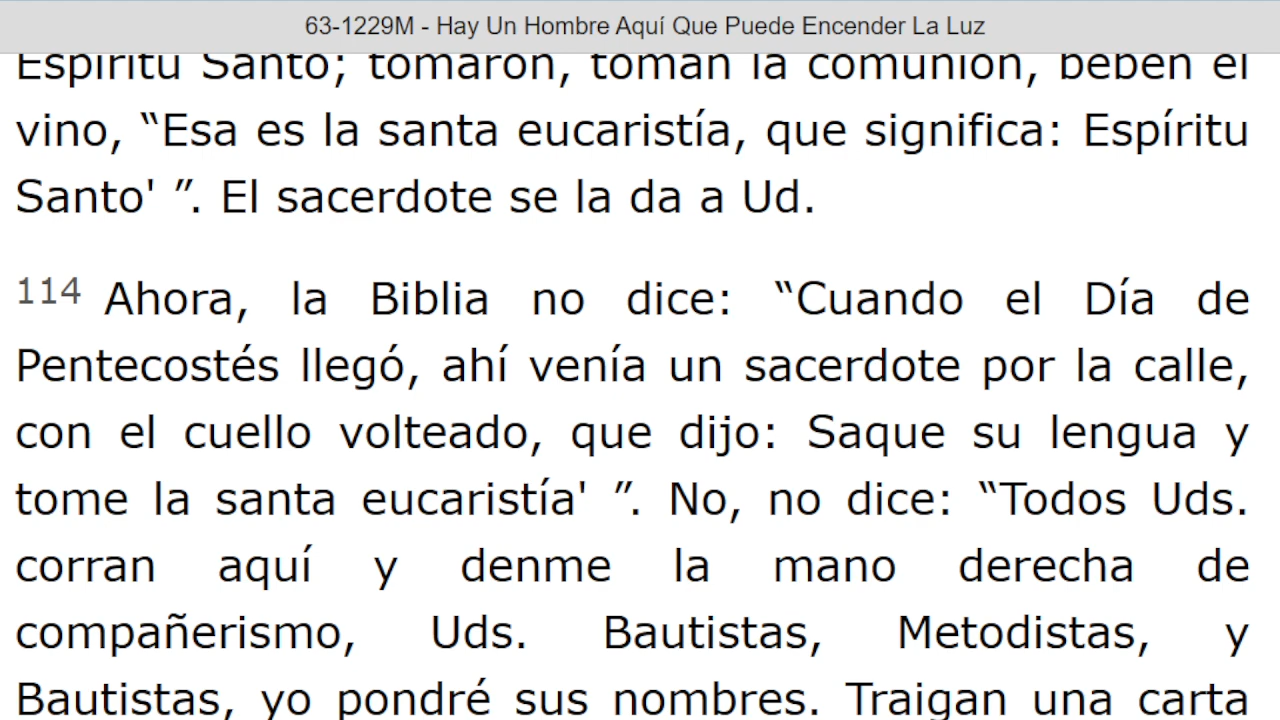 63-1229M - Hay Un Hombre Aquí Que Puede Encender La Luz
Espíritu Santo; tomaron, toman la comunión, beben el
vino, “Esa es la santa eucaristía, que significa: Espíritu
Santo' ”. El sacerdote se la da a Ud.
114 Ahora, la Biblia no dice: “Cuando el Día de
Pentecostés llegó, ahí venía un sacerdote por la calle,
con el cuello volteado, que dijo: Saque su lengua y
tome la santa eucaristía' ”. No, no dice: “Todos Uds.
corran aquí y denme la mano derecha de
compañerismo, Uds. Bautistas, Metodistas, y
Bautistas, yo pondré sus nombres. Traigan una carta